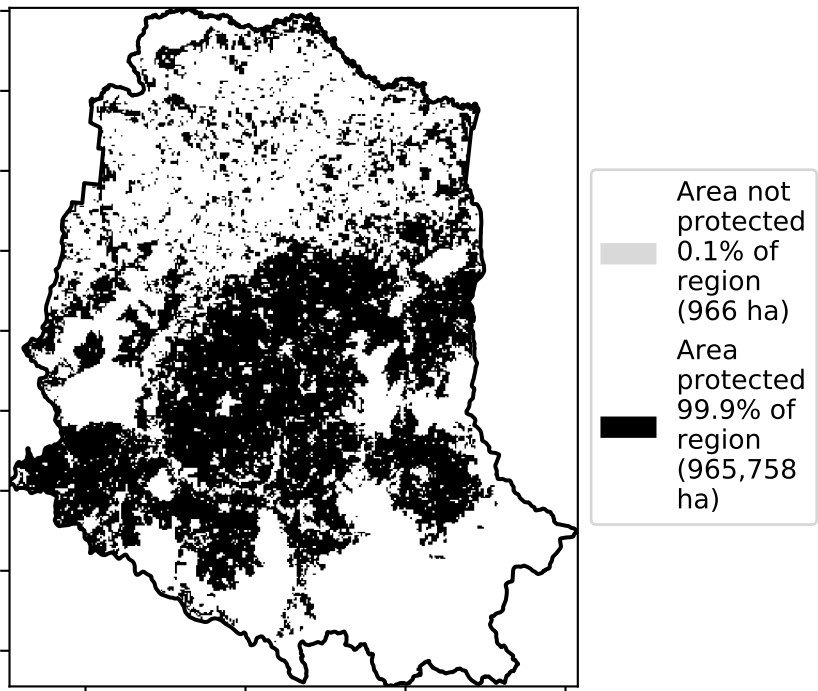 Area not
protected
0.1% of
region
(966 ha)
Area
protected
99.9% of
region
(965,758
ha)